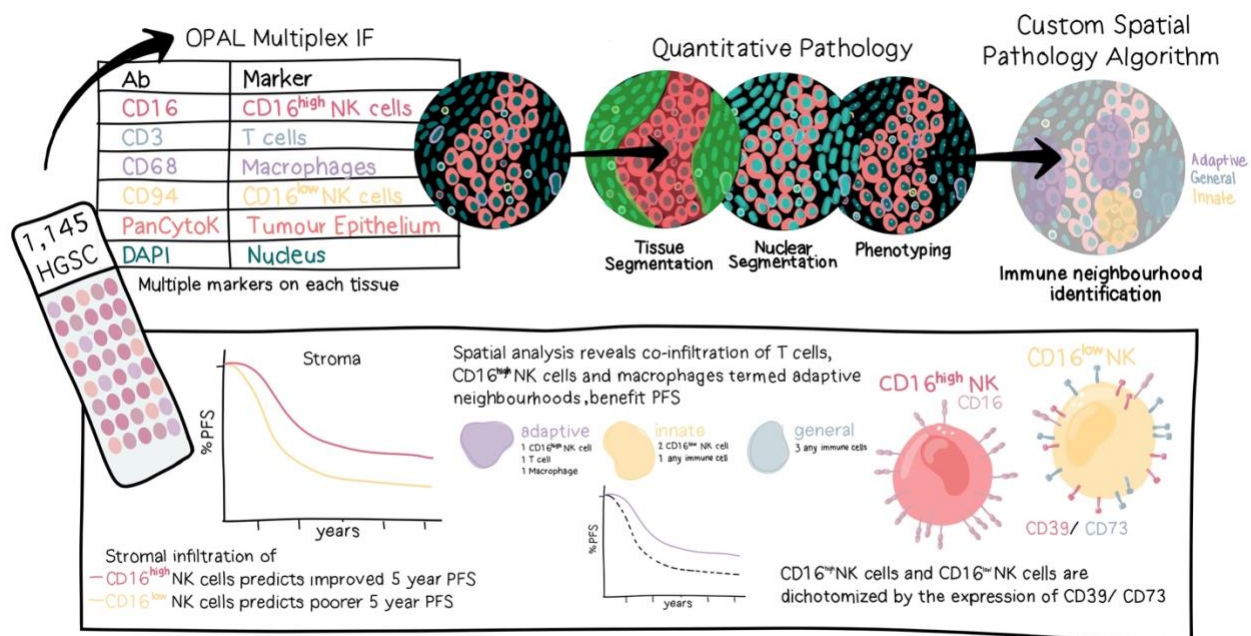 OPAL Multiplex IF
Ab Marker
CD16 CD16high NK cells
CD3 T cells
CD68 Macrophages
CD94 CD16low NK cells
PanCytoK Tumour Epithelium
DAPI Nucleus
Multiple markers on each tissue
1,145
HGSC
Quantitative Pathology
Tissue
Segmentation
Nuclear
Segmentation
Phenotyping
Custom Spatial
Pathology Algorithm
Adaptive
General
Innate
Immune neighbourhood
identification
Stroma
%PFS
years
Stromal infiltration of
CD16high NK cells predicts improved 5 year PFS
CD16low NK cells predicts poorer 5 year PFS
Spatial analysis reveals co-infiltration of T cells,
CD16high NK cells and macrophages termed adaptive
neighbourhoods, benefit PFS
adaptive
1 CD16high NK cell
1 T cell
1 Macrophage
innate
2 CD16low NK cell
1 any immune cell
general
3 any immune cells
%PFS
years
CD16high NK
CD16
CD16low NK
CD39/ CD73
CD16highNK cells and CD16low NK cells are
dichotomized by the expression of CD39/ CD73